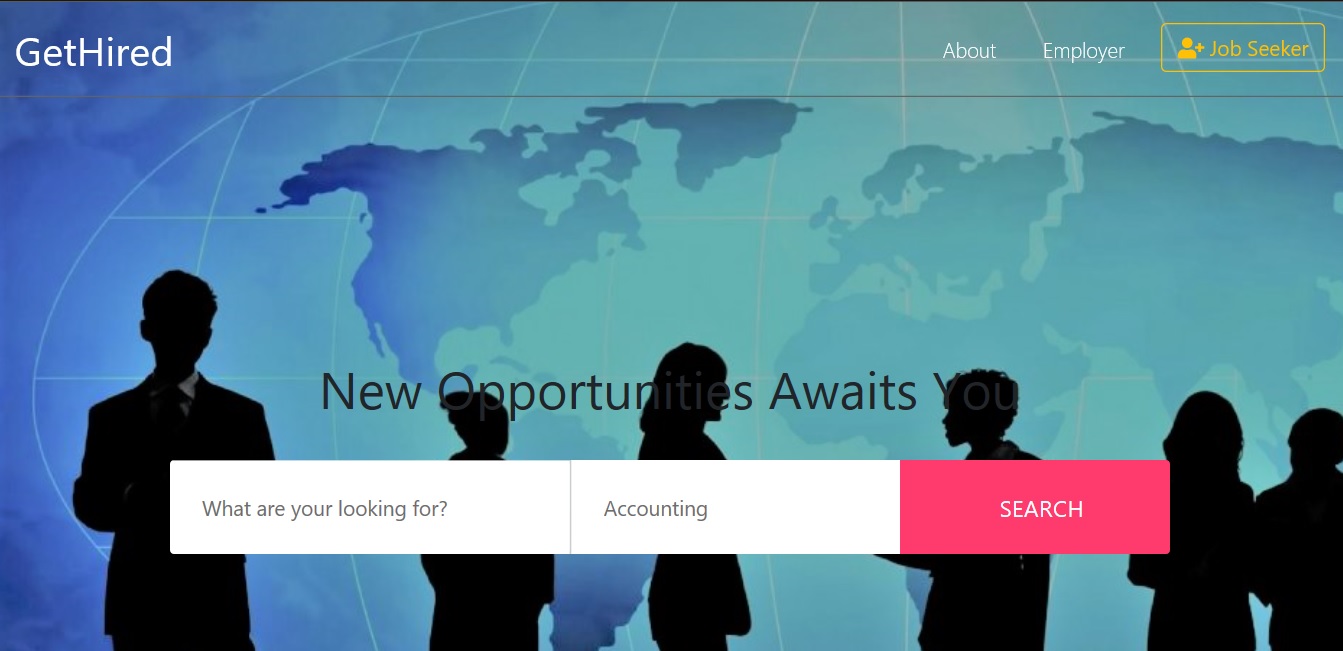 GetHired
About
Employer
Job Seeker
New Opportunities Awaits You
What are your looking for?
Accounting
SEARCH